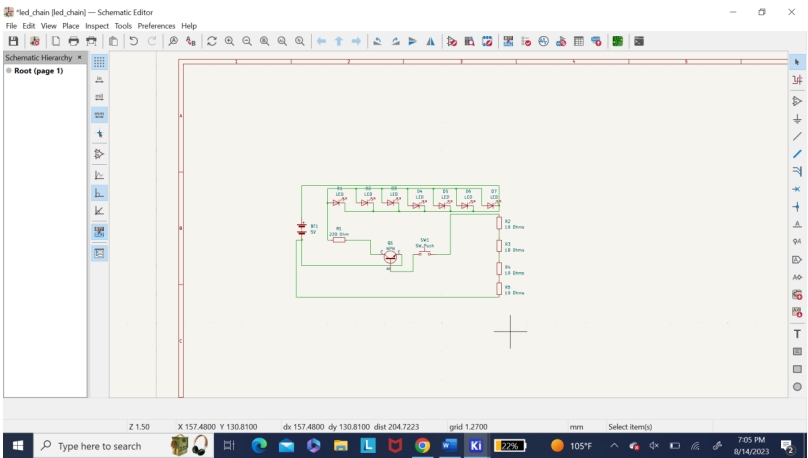 *led_chain [led_chain] — Schematic Editor
File Edit View Place Inspect Tools Preferences Help
Schematic Hierarchy
Root (page 1)
in
mil
mm
1 2 3 4 5
A
B
C
D2 D3 D4 D5 D6 D7
LED LED LED LED LED LED LED
BT1
5V
R1
220 Ohm
Q1
NPN
C E
SW1
SW_Push
R2
10 Ohms
R3
10 Ohms
R4
10 Ohms
R5
10 Ohms
T
Z 1.50 X 157.4800 Y 130.8100 dx 157.4800 dy 130.8100 dist 204.7223 grid 1.2700 mm Select item(s)
Type here to search
L
W
Ki
22%
105°F
7:05 PM
8/14/2023
2